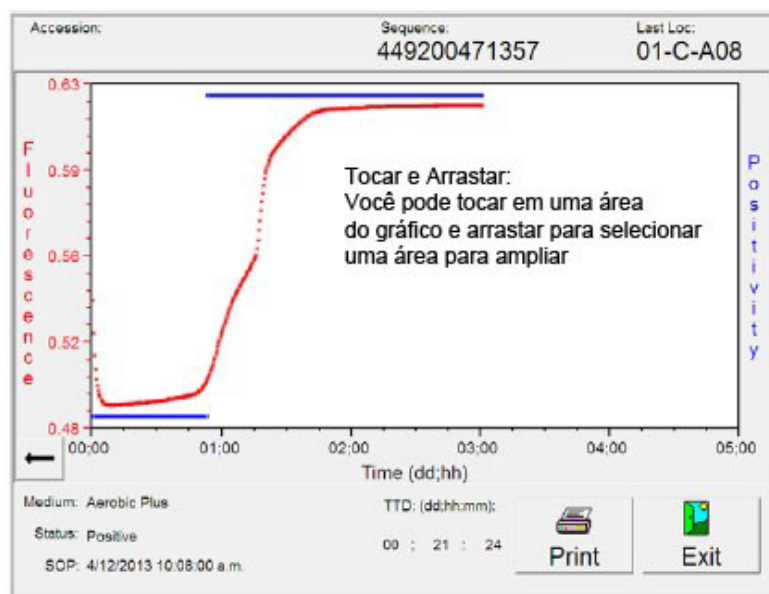 Accession:
Sequence:
Last Loc:
449200471357
01-C-A08
Fluorescence
0.63
0.59
0.56
0.52
0.48
Tocar e Arrastar:
Você pode tocar em uma área
do gráfico e arrastar para selecionar
uma área para ampliar
Positivity
00;00
01;00
02;00
03;00
04;00
05;00
Time (dd;hh)
Medium: Aerobic Plus
Status: Positive
SOP: 4/12/2013 10:08:00 a.m.
TTD: (dd;hh:mm):
00 ; 21 : 24
Print
Exit